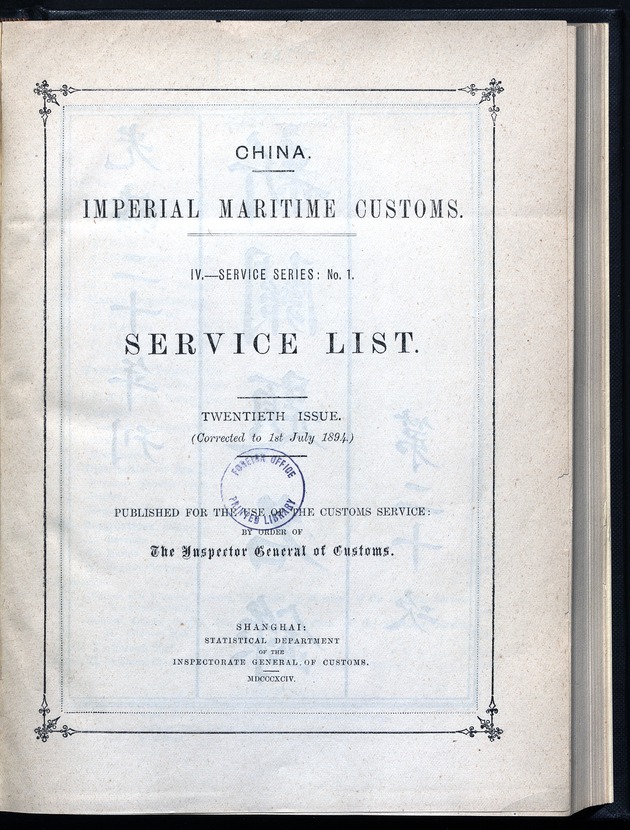 CHINA.
IMPERIAL MARITIME CUSTOMS.
IV.—SERVICE SERIES: No. 1.
SERVICE LIST.
TWENTIETH ISSUE.
(Corrected to 1st July 1894.)
FOREIGN OFFICE
PRINTED LIBRARY
PUBLISHED FOR THE USE OF THE CUSTOMS SERVICE:
BY ORDER OF
The Inspector General of Customs.
SHANGHAI:
STATISTICAL DEPARTMENT
OF THE
INSPECTORATE GENERAL OF CUSTOMS.
MDCCCXCIV.